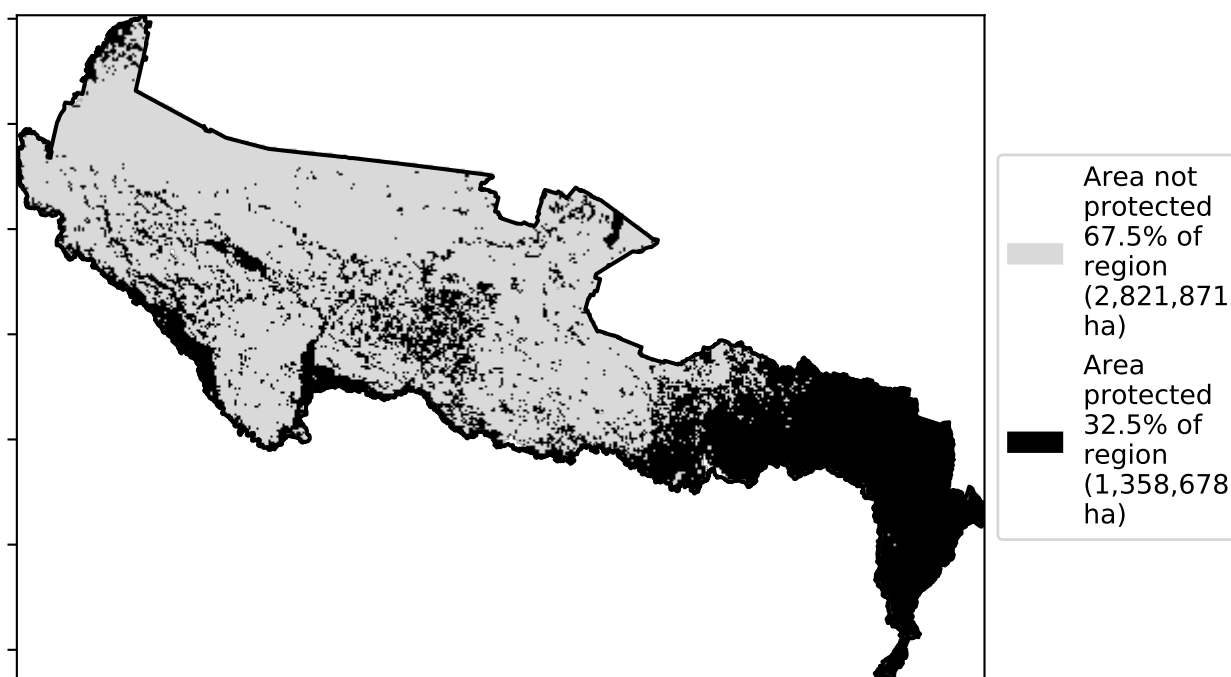 Area not
protected
67.5% of
region
(2,821,871
ha)
Area
protected
32.5% of
region
(1,358,678
ha)